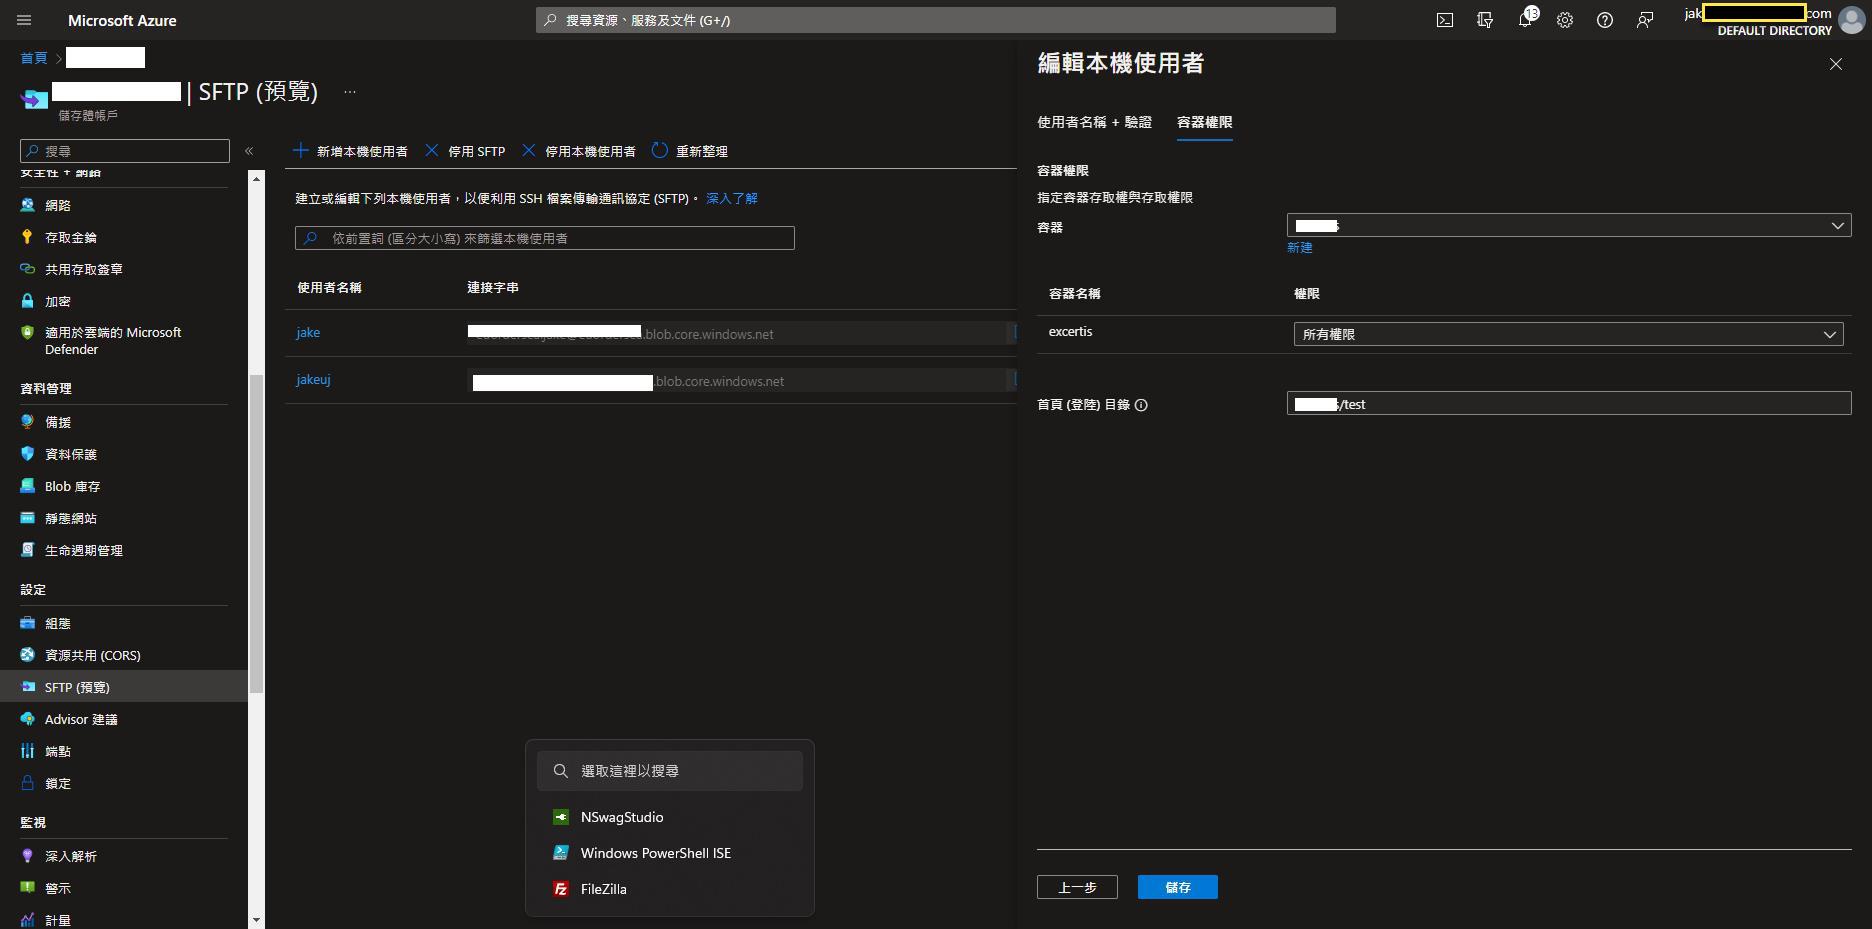 Microsoft Azure
搜尋資源、服務及文件 (G+/)
13
jak
com
DEFAULT DIRECTORY
首頁
| SFTP (預覽)
...
儲存體帳戶
搜尋
«
安全性 + 網路
網路
存取金鑰
共用存取簽章
加密
適用於雲端的 Microsoft
Defender
資料管理
備援
資料保護
Blob 庫存
靜態網站
生命週期管理
設定
組態
資源共用 (CORS)
SFTP (預覽)
Advisor 建議
端點
鎖定
監視
深入解析
警示
計量
新增本機使用者
停用 SFTP
停用本機使用者
重新整理
建立或編輯下列本機使用者，以便利用 SSH 檔案傳輸通訊協定 (SFTP)。 深入了解
依前置詞 (區分大小寫) 來篩選本機使用者
使用者名稱 連接字串
jake .blob.core.windows.net
jakeuj .blob.core.windows.net
選取這裡以搜尋
NSwagStudio
Windows PowerShell ISE
FileZilla
編輯本機使用者
使用者名稱 + 驗證 容器權限
容器權限
指定容器存取權與存取權限
容器
新建
容器名稱 權限
excertis 所有權限
首頁 (登陸) 目錄 /test
上一步 儲存